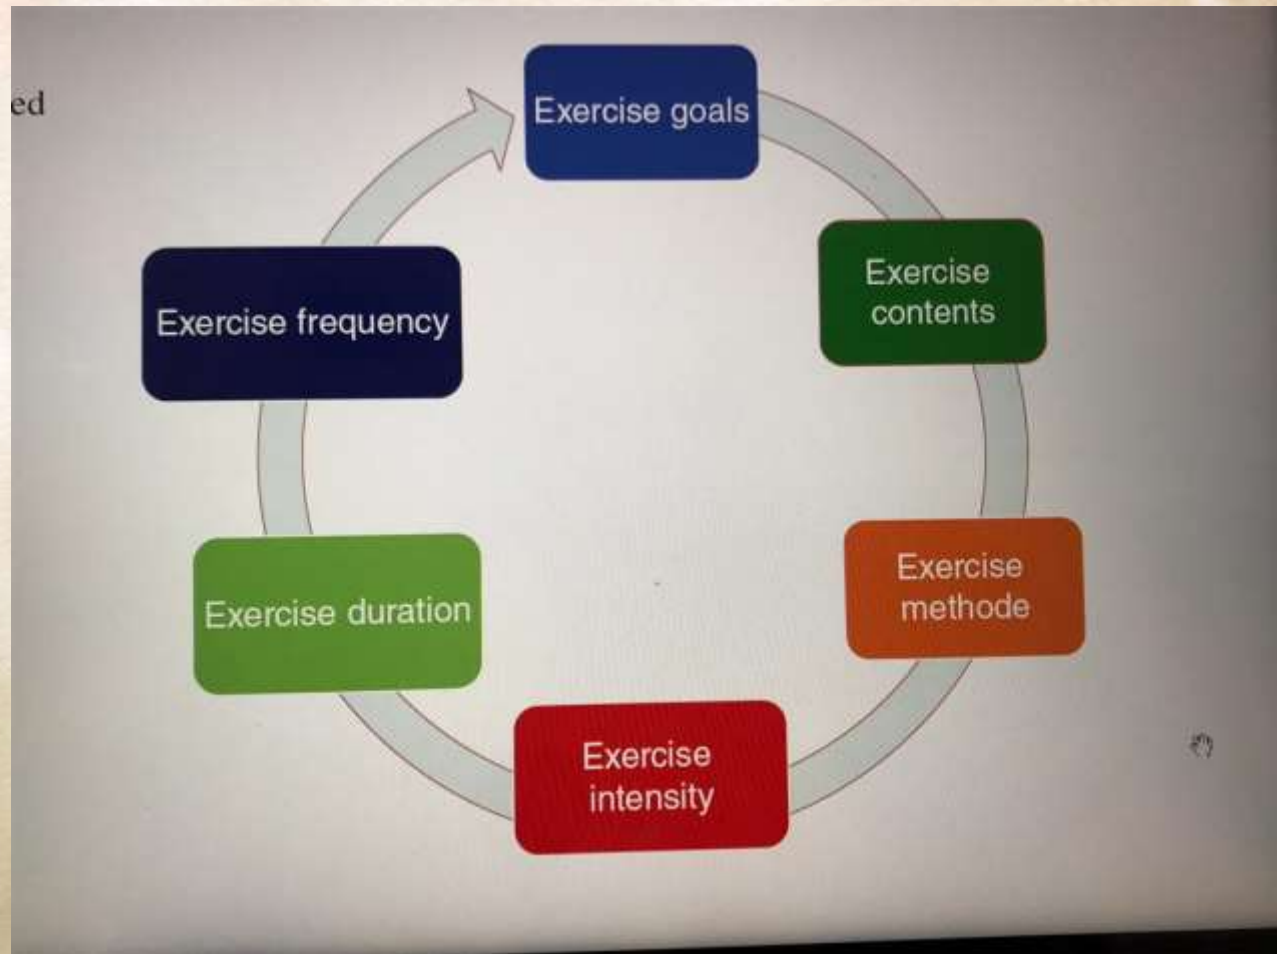 ed
Exercise goals
Exercise
contents
Exercise
methode
Exercise
intensity
Exercise duration
Exercise frequency